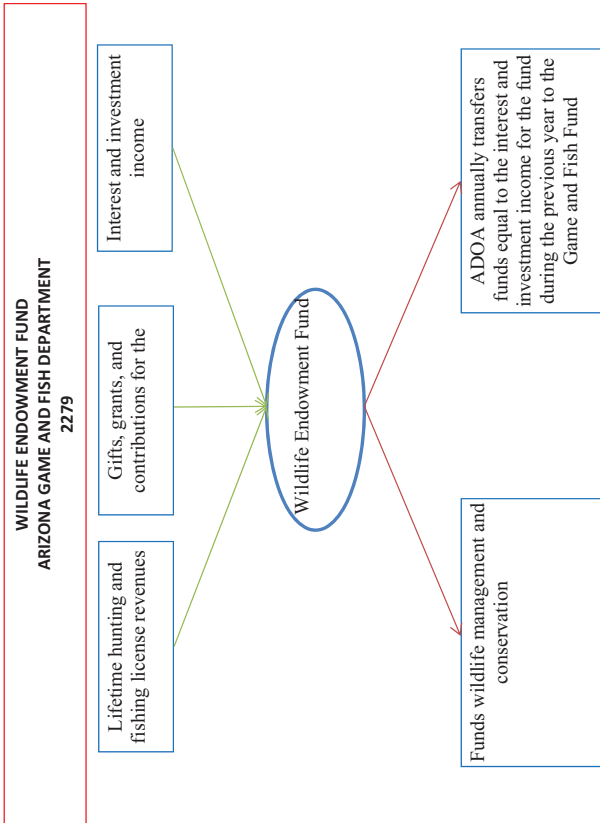 WILDLIFE ENDOWMENT FUND
ARIZONA GAME AND FISH DEPARTMENT
2279
Lifetime hunting and
fishing license revenues
Gifts, grants, and
contributions for the
Interest and investment
income
Wildlife Endowment Fund
Funds wildlife management and
conservation
ADOA annually transfers
funds equal to the interest and
investment income for the fund
during the previous year to the
Game and Fish Fund